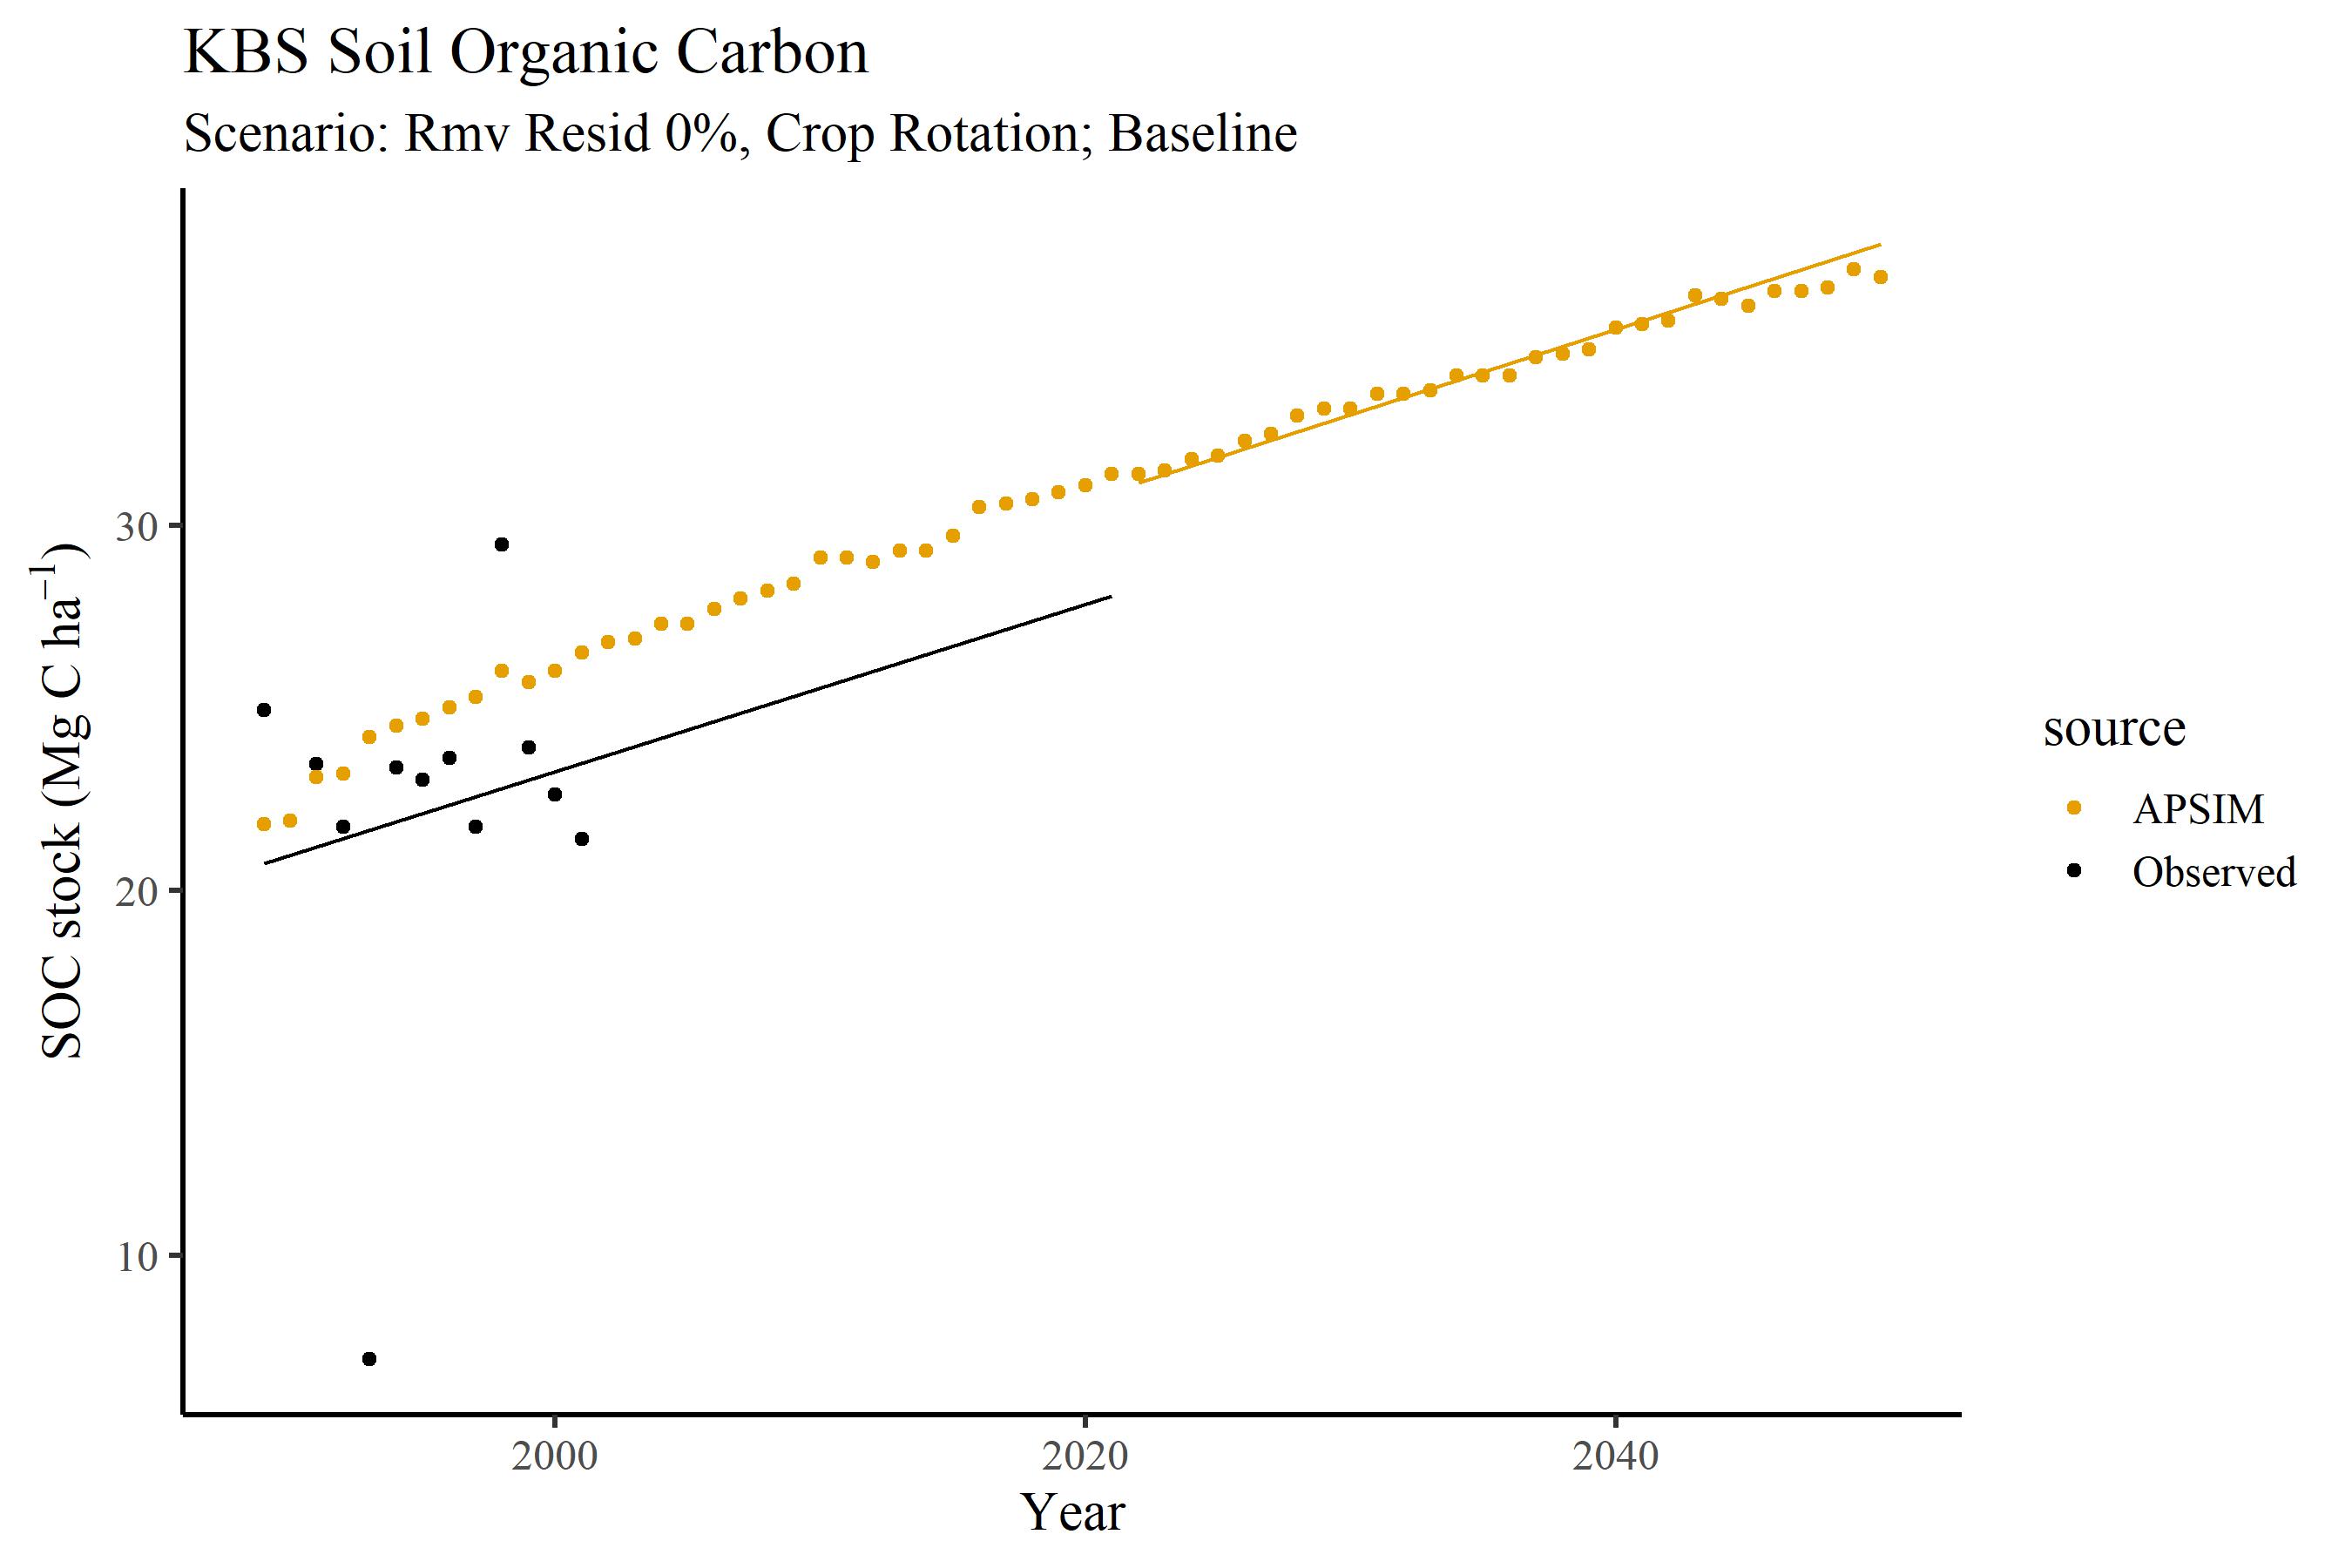 KBS Soil Organic Carbon
Scenario: Rmv Resid 0%, Crop Rotation; Baseline
SOC stock (Mg C ha⁻¹)
30
20
10
2000 2020 2040
Year
source
APSIM
Observed